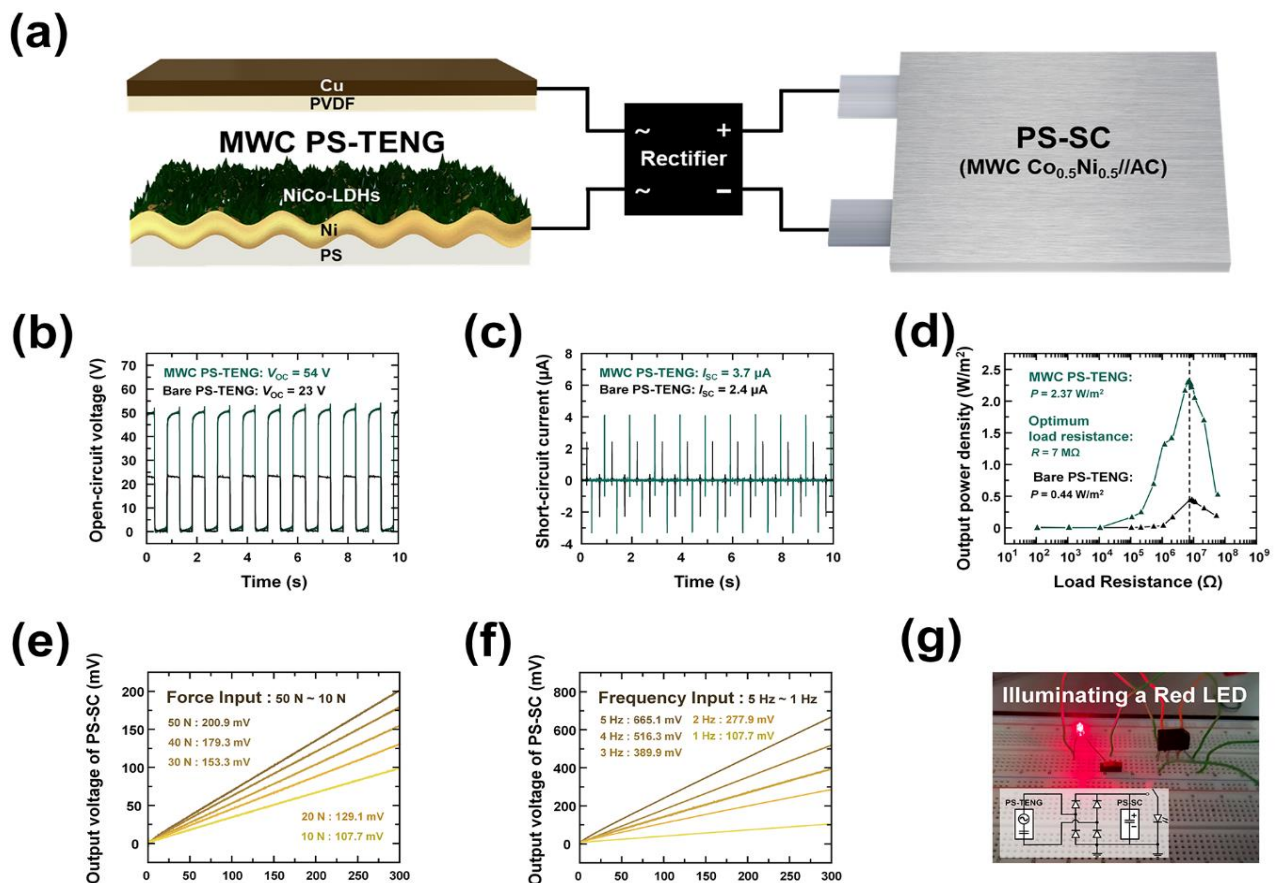 (a)
Cu
PVDF
MWC PS-TENG
NiCo-LDHs
Ni
PS
~ +
Rectifier
~ −
PS-SC
(MWC Co₀.₅Ni₀.₅//AC)
(b)
Open-circuit voltage (V)
70
60
50
40
30
20
10
0
MWC PS-TENG: VOC = 54 V
Bare PS-TENG: VOC = 23 V
0 2 4 6 8 10
Time (s)
(c)
Short-circuit current (µA)
8
6
4
2
0
-2
-4
MWC PS-TENG: ISC = 3.7 µA
Bare PS-TENG: ISC = 2.4 µA
0 2 4 6 8 10
Time (s)
(d)
Output power density (W/m²)
3.0
2.5
2.0
1.5
1.0
0.5
0
MWC PS-TENG:
P = 2.37 W/m²
Optimum
load resistance:
R = 7 MΩ
Bare PS-TENG:
P = 0.44 W/m²
10¹ 10² 10³ 10⁴ 10⁵ 10⁶ 10⁷ 10⁸ 10⁹
Load Resistance (Ω)
(e)
Output voltage of PS-SC (mV)
200
150
100
50
0
Force Input : 50 N ~ 10 N
50 N : 200.9 mV
40 N : 179.3 mV
30 N : 153.3 mV
20 N : 129.1 mV
10 N : 107.7 mV
0 50 100 150 200 250 300
(f)
Output voltage of PS-SC (mV)
800
600
400
200
0
Frequency Input : 5 Hz ~ 1 Hz
5 Hz : 665.1 mV 2 Hz : 277.9 mV
4 Hz : 516.3 mV 1 Hz : 107.7 mV
3 Hz : 389.9 mV
0 50 100 150 200 250 300
(g)
Illuminating a Red LED
PS-TENG
PS-SC